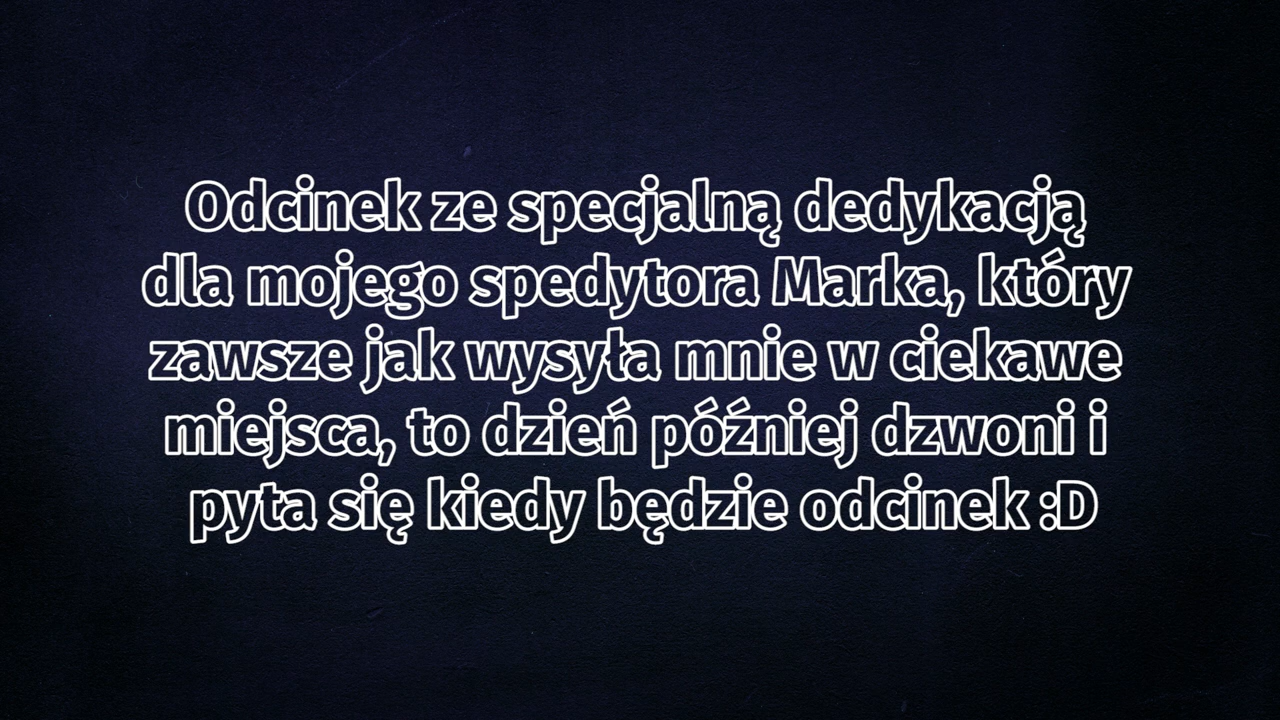 Odcinek ze specjalną dedykacją
dla mojego spedytora Marka, który
zawsze jak wysyła mnie w ciekawe
miejsca, to dzień później dzwoni i
pyta się kiedy będzie odcinek :D